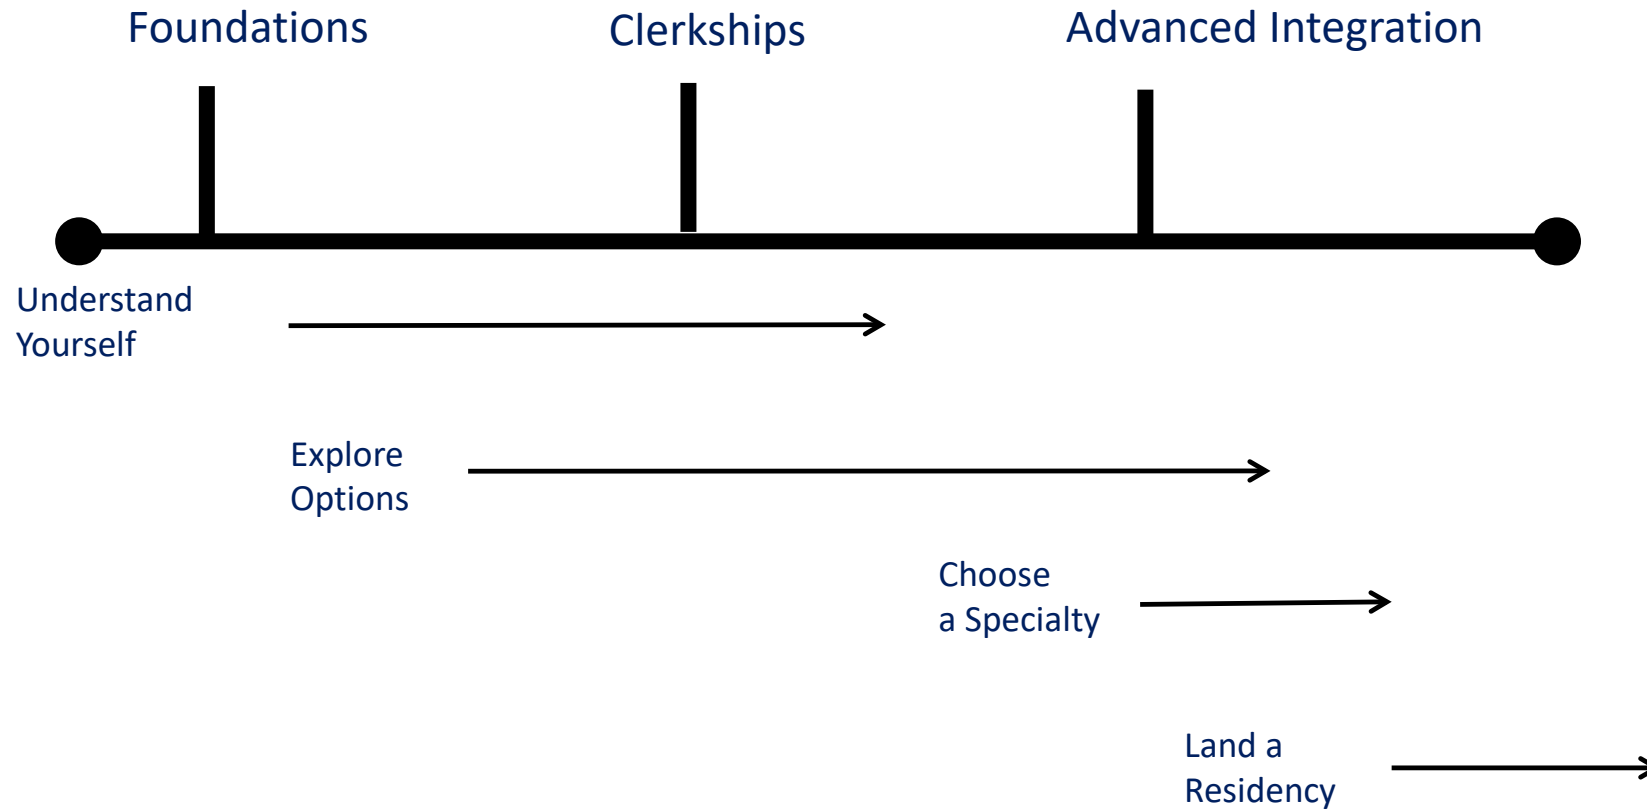 Foundations
Clerkships
Advanced Integration
Understand
Yourself
Explore
Options
Choose
a Specialty
Land a
Residency